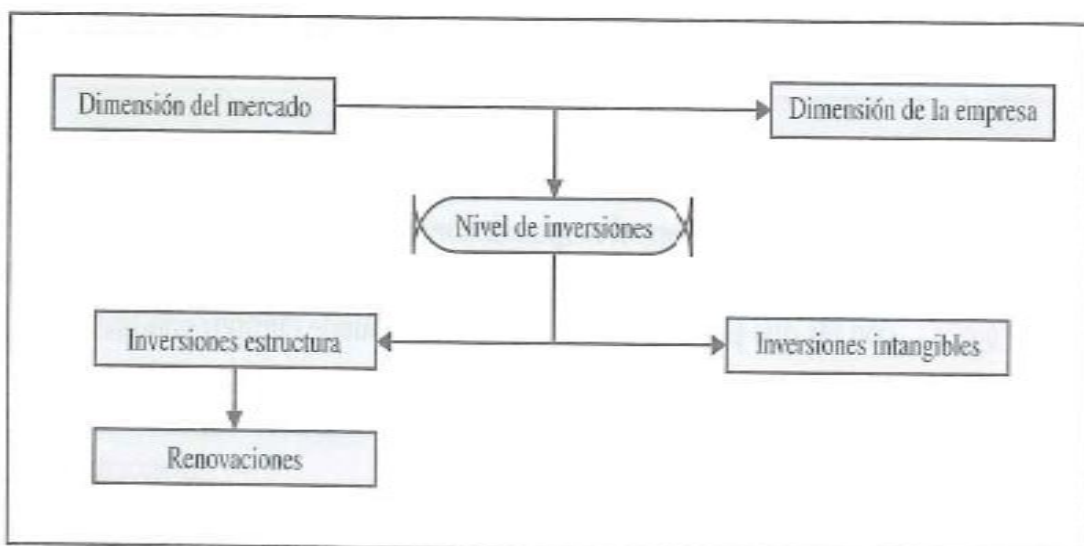 Dimensión del mercado
Dimensión de la empresa
Nivel de inversiones
Inversiones estructura
Inversiones intangibles
Renovaciones